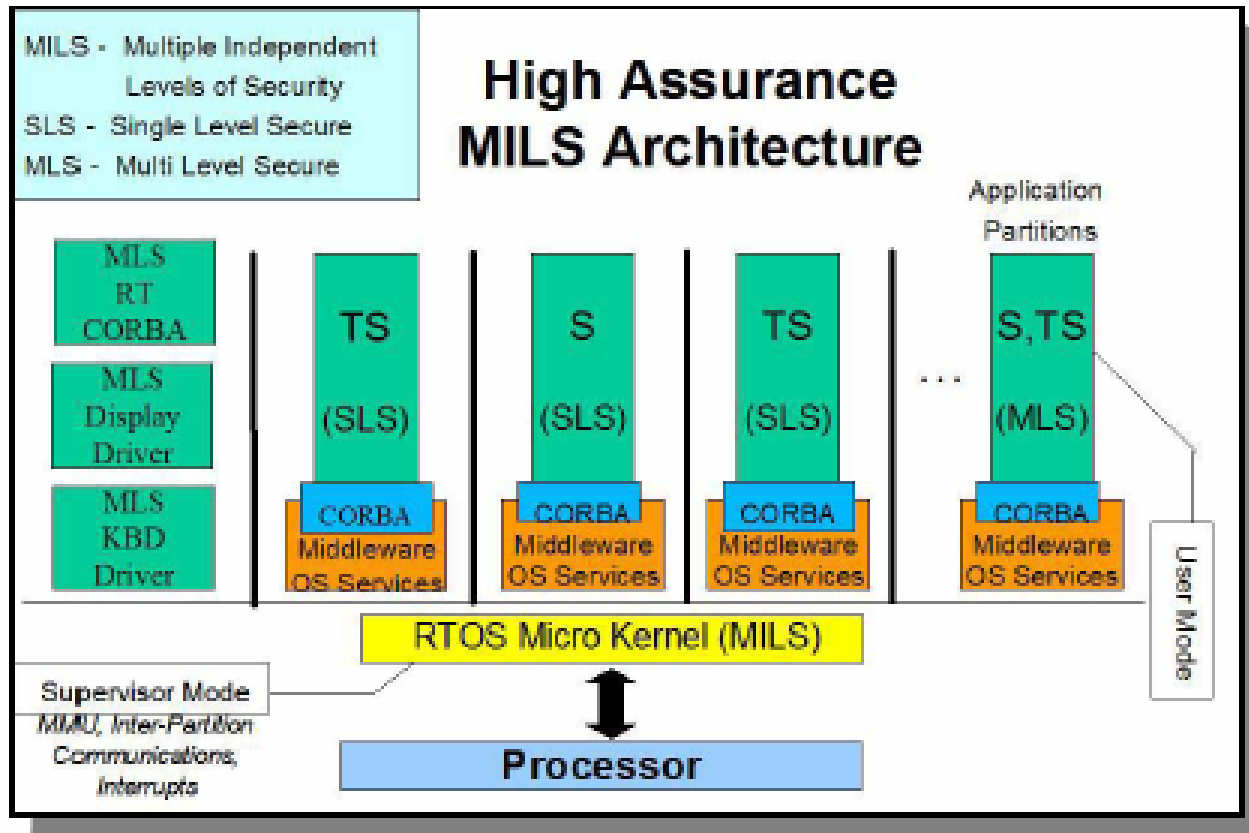 MILS - Multiple Independent
Levels of Security
SLS - Single Level Secure
MLS - Multi Level Secure
High Assurance
MILS Architecture
Application
Partitions
MLS
RT
CORBA
MLS
Display
Driver
MLS
KBD
Driver
TS
(SLS)
CORBA
Middleware
OS Services
S
(SLS)
CORBA
Middleware
OS Services
TS
(SLS)
CORBA
Middleware
OS Services
...
S,TS
(MLS)
CORBA
Middleware
OS Services
User Mode
RTOS Micro Kernel (MILS)
Supervisor Mode
MMU, Inter-Partition
Communications,
Interrupts
Processor